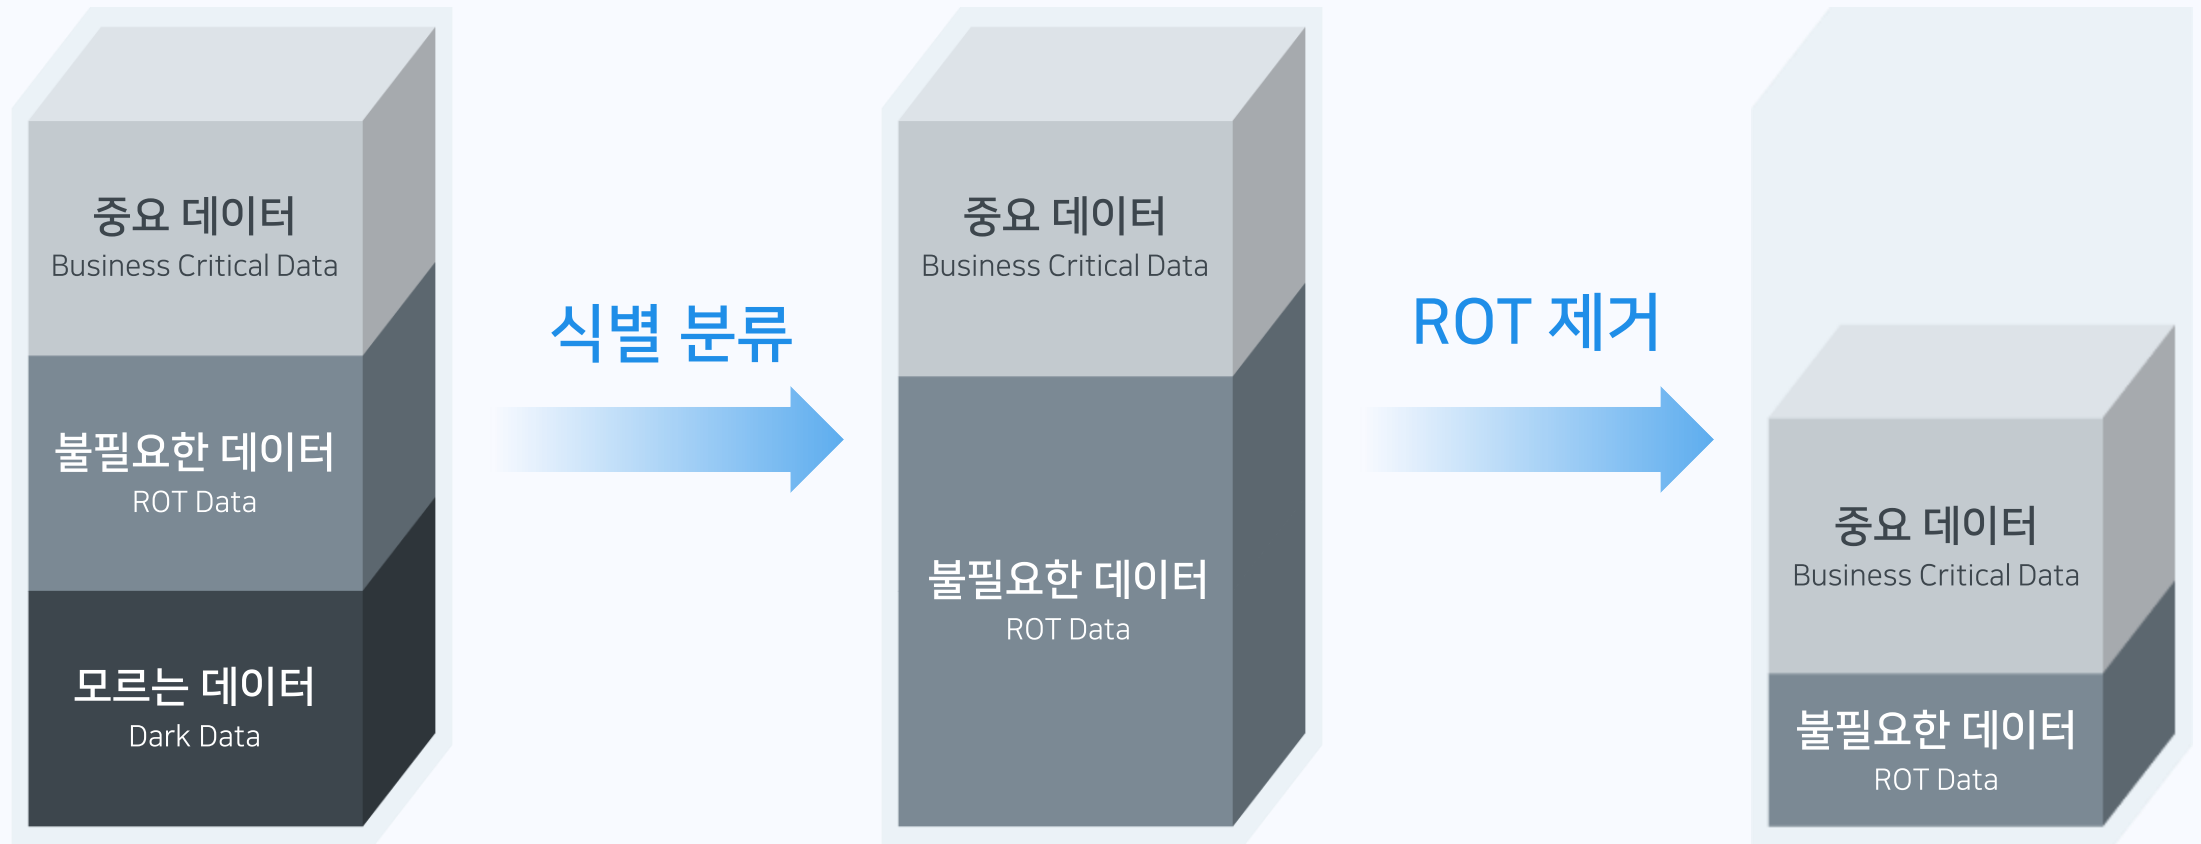 중요 데이터
Business Critical Data
불필요한 데이터
ROT Data
모르는 데이터
Dark Data
식별 분류
중요 데이터
Business Critical Data
불필요한 데이터
ROT Data
ROT 제거
중요 데이터
Business Critical Data
불필요한 데이터
ROT Data